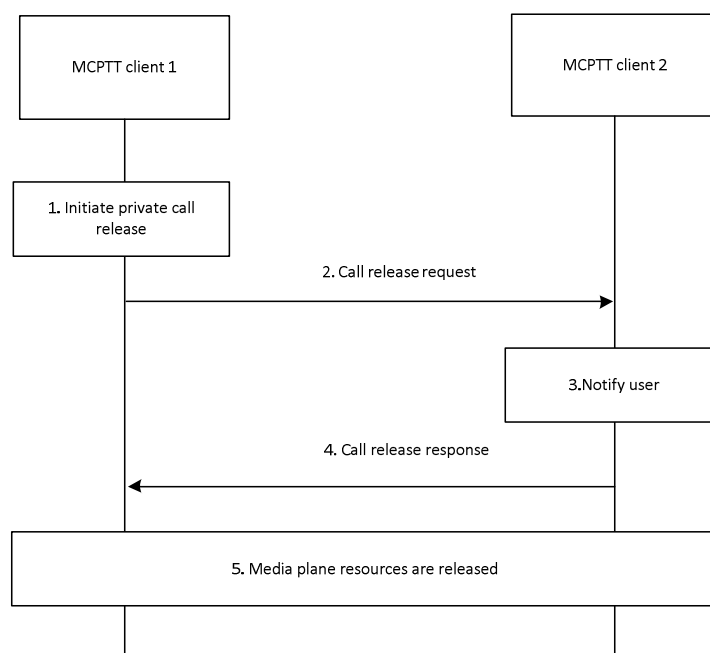 MCPTT client 1
MCPTT client 2
1. Initiate private call
release
2. Call release request
3.Notify user
4. Call release response
5. Media plane resources are released